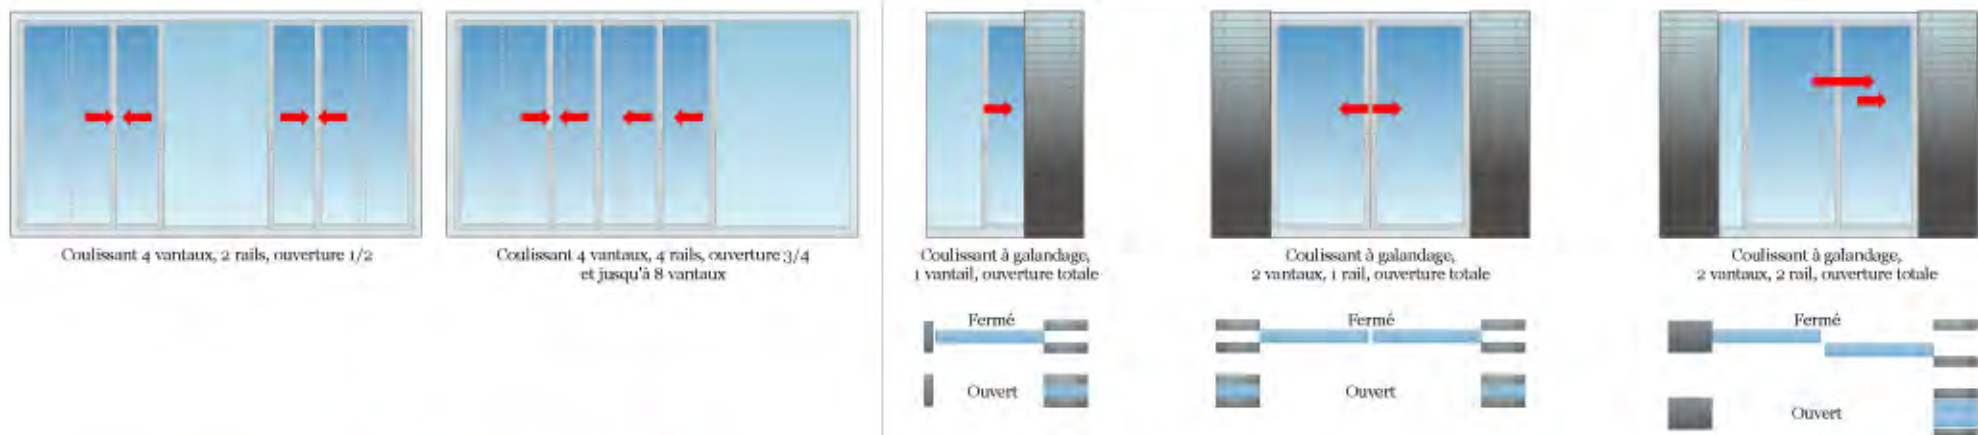 Coulissant 4 vantaux, 2 rails, ouverture 1/2
Coulissant 4 vantaux, 4 rails, ouverture 3/4
et jusqu'à 8 vantaux
Coulissant à galandage,
1 vantail, ouverture totale
Coulissant à galandage,
2 vantaux, 1 rail, ouverture totale
Coulissant à galandage,
2 vantaux, 2 rail, ouverture totale
Fermé
Fermé
Fermé
Ouvert
Ouvert
Ouvert